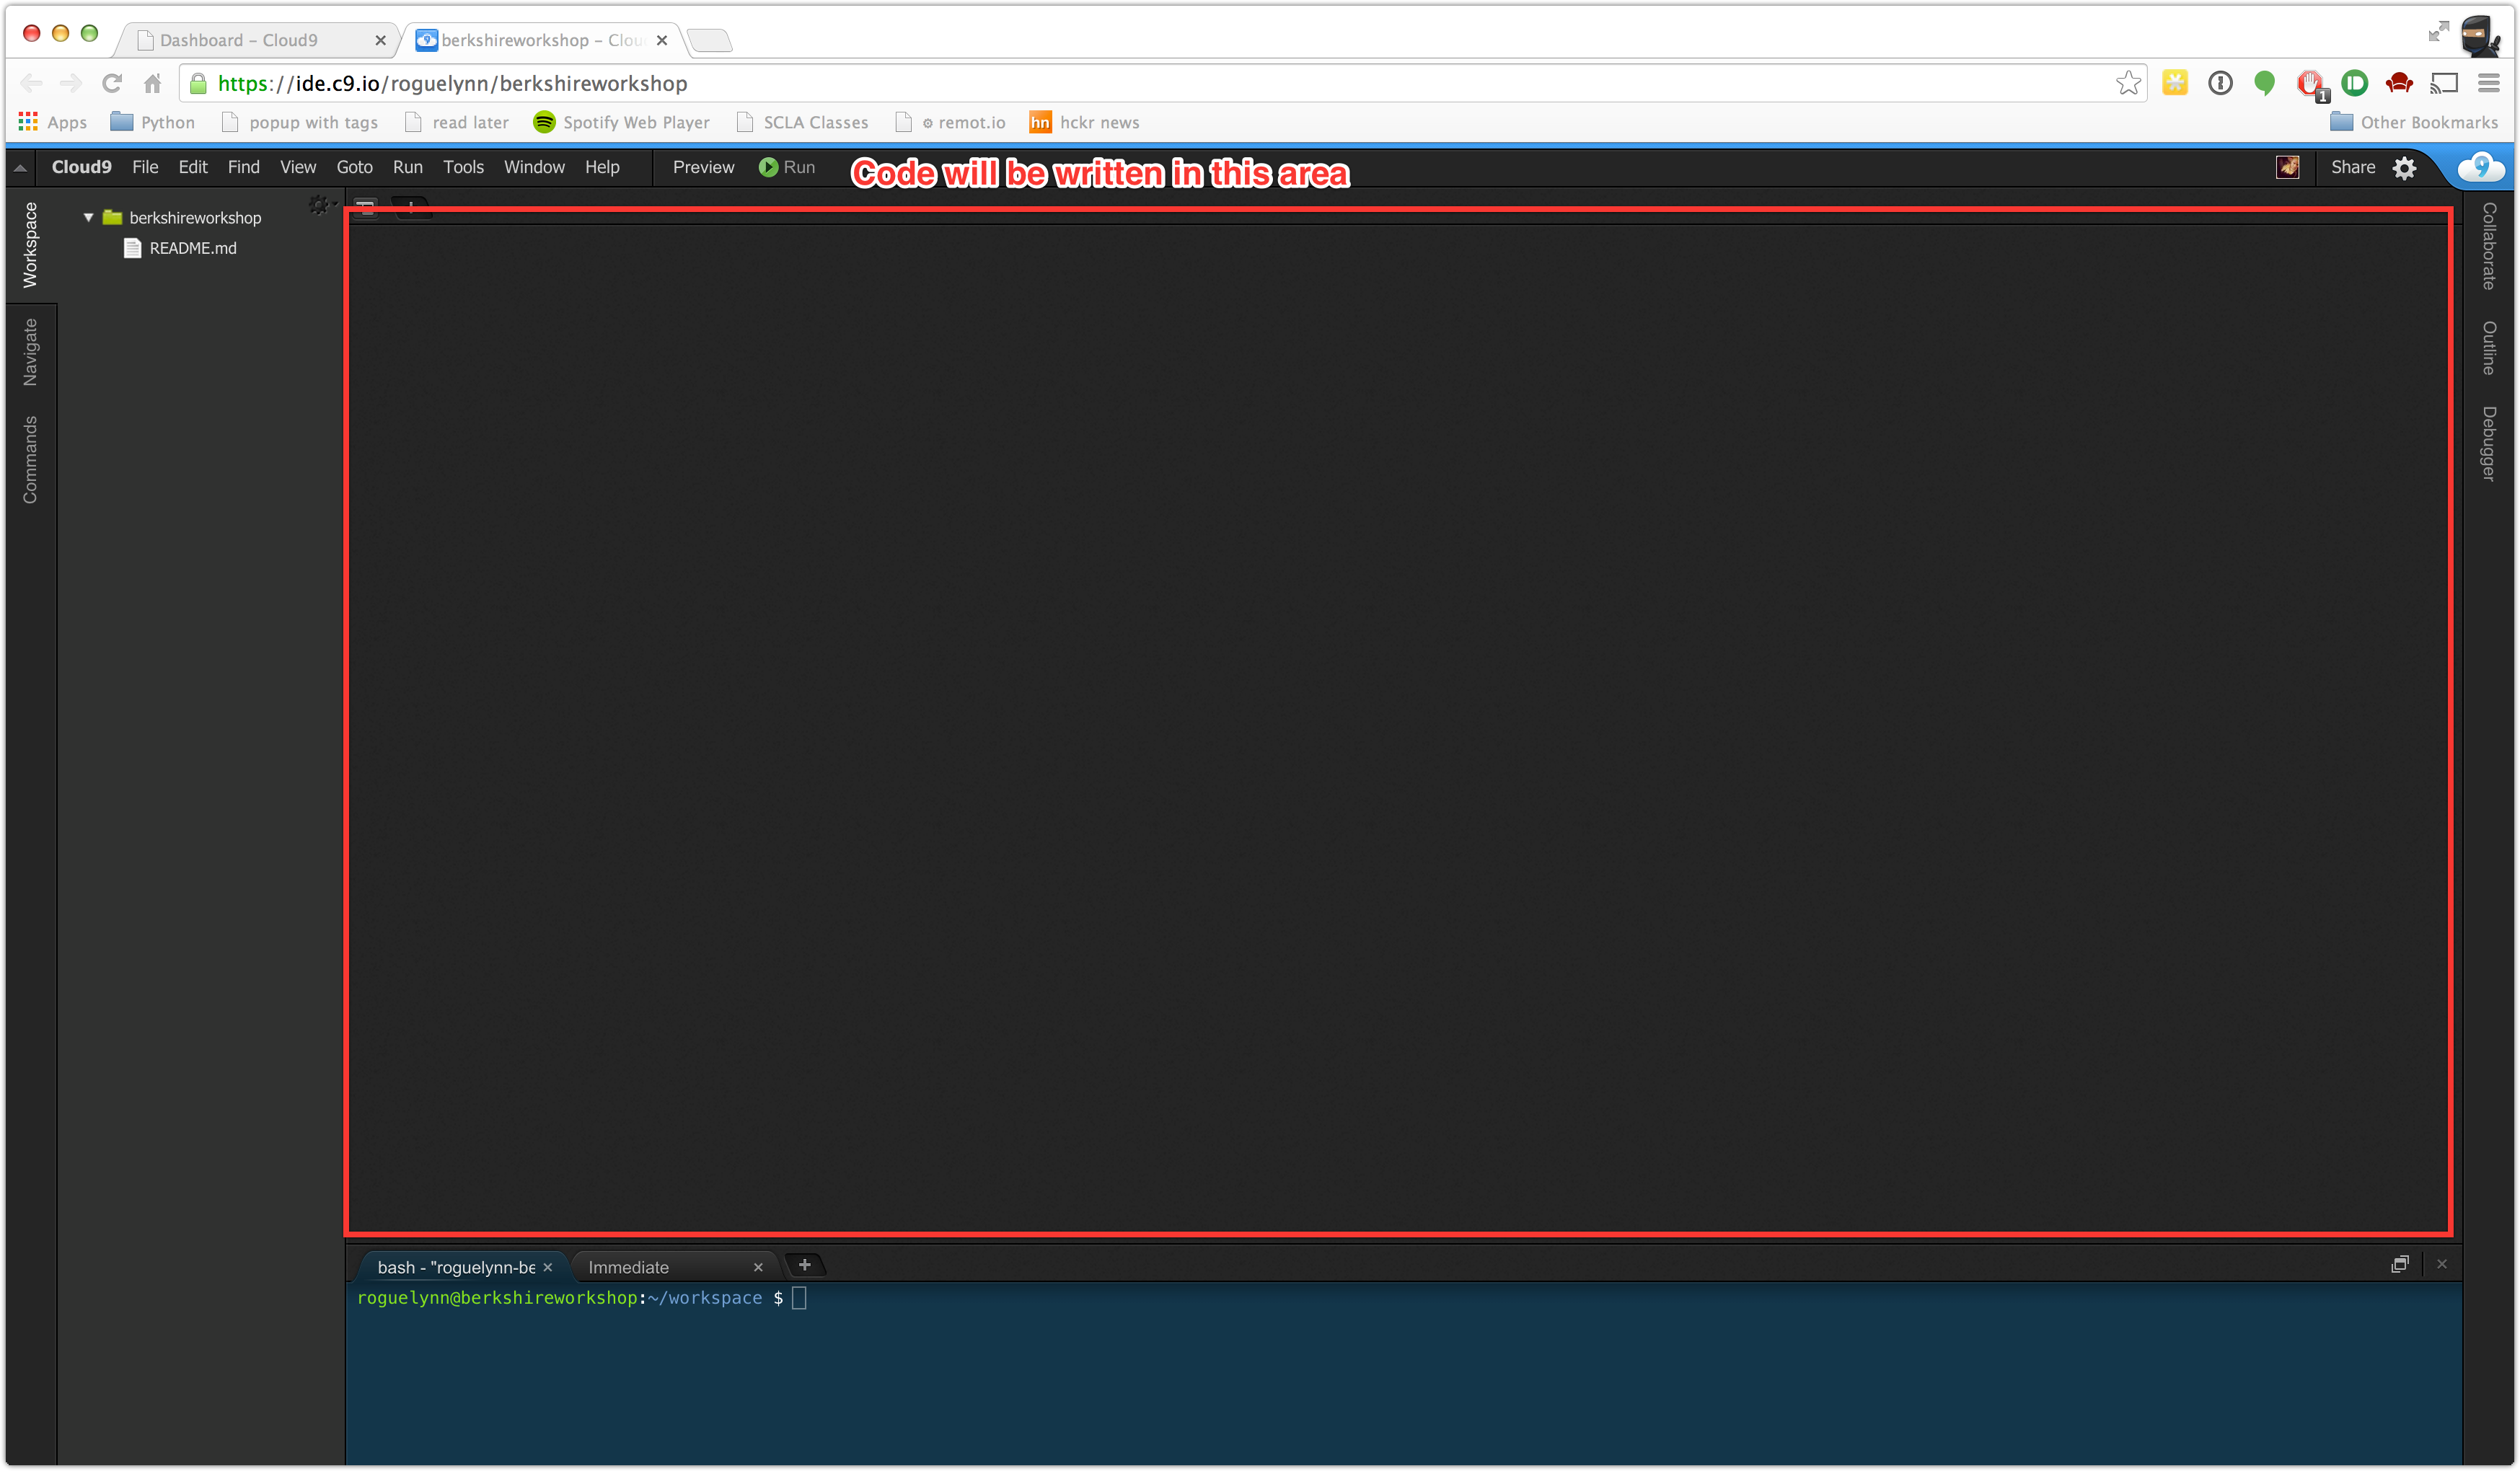 Dashboard – Cloud9
berkshireworkshop – Clou
https://ide.c9.io/roguelynn/berkshireworkshop
1
Apps Python popup with tags read later Spotify Web Player SCLA Classes remot.io hn hckr news Other Bookmarks
Cloud9 File Edit Find View Goto Run Tools Window Help Preview Run Share 9
Code will be written in this area
Workspace
Navigate
Commands
berkshireworkshop
README.md
Collaborate
Outline
Debugger
bash - "roguelynn-be Immediate
roguelynn@berkshireworkshop:~/workspace $